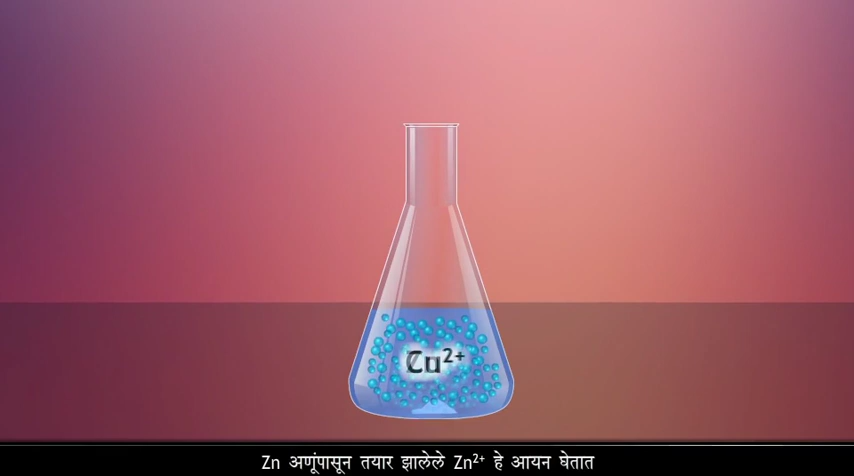 Cu²⁺
Zn अणूंपासून तयार झालेले Zn²⁺ हे आयन घेतात